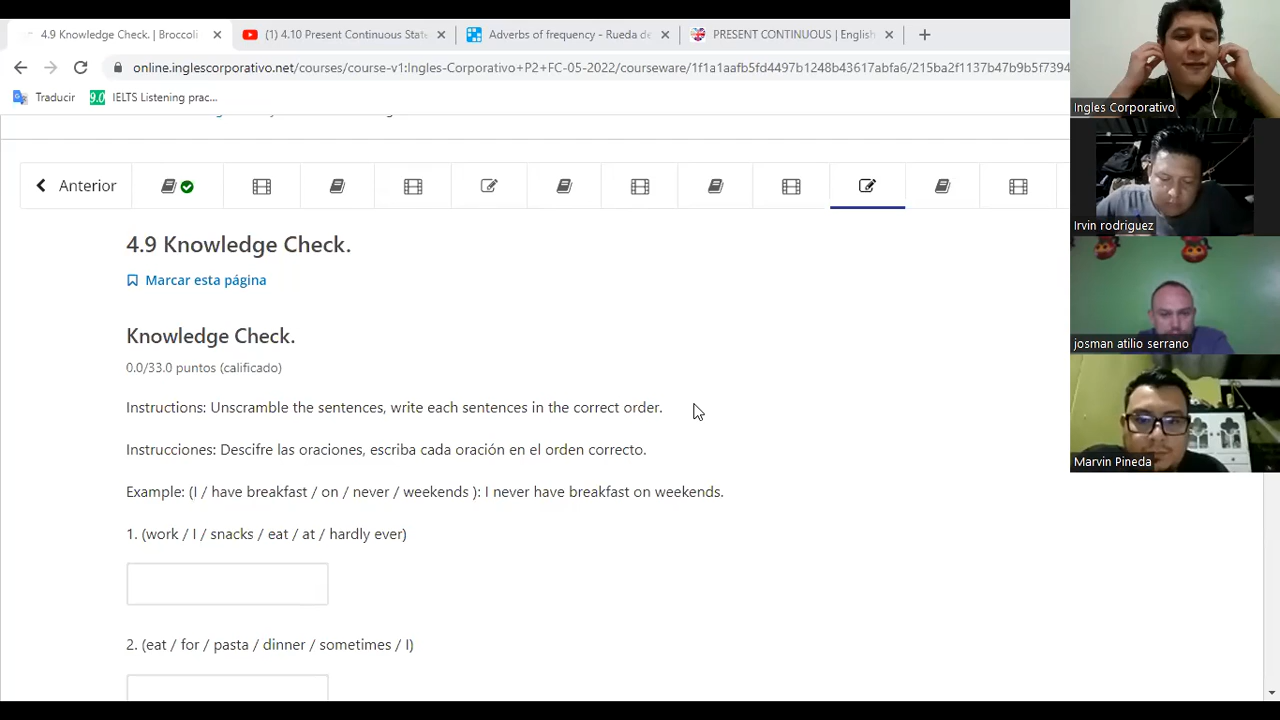 4.9 Knowledge Check. | Broccoli
(1) 4.10 Present Continuous State
Adverbs of frequency - Rueda de
PRESENT CONTINUOUS | English
online.inglescorporativo.net/courses/course-v1:Ingles-Corporativo+P2+FC-05-2022/courseware/1f1a1aafb5fd4497b1248b43617abfa6/215ba2f1137b47b9b5f7394
Traducir
9.0 IELTS Listening prac...
Anterior
4.9 Knowledge Check.
Marcar esta página
Knowledge Check.
0.0/33.0 puntos (calificado)
Instructions: Unscramble the sentences, write each sentences in the correct order.
Instrucciones: Descifre las oraciones, escriba cada oración en el orden correcto.
Example: (I / have breakfast / on / never / weekends ): I never have breakfast on weekends.
1. (work / I / snacks / eat / at / hardly ever)
2. (eat / for / pasta / dinner / sometimes / I)
Ingles Corporativo
Irvin rodriguez
josman atilio serrano
Marvin Pineda